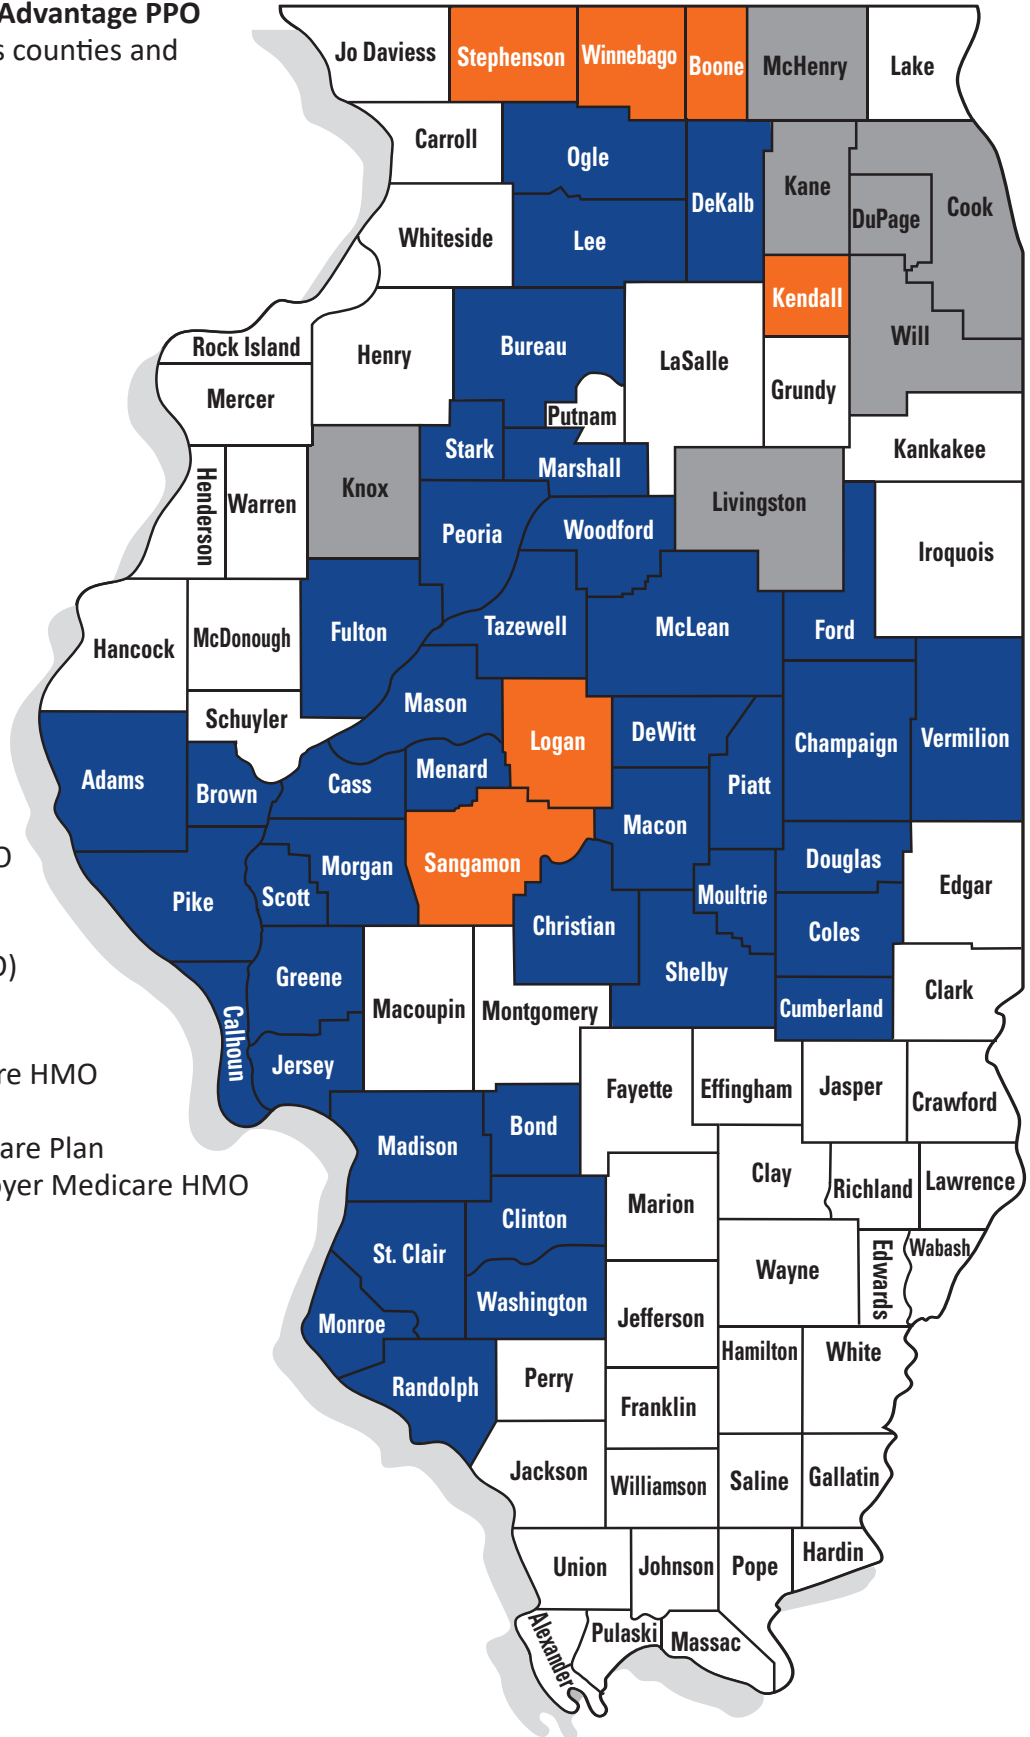 Advantage PPO
s counties and
Jo Daviess
Stephenson
Winnebago
Boone
McHenry
Lake
Carroll
Ogle
DeKalb
Kane
DuPage
Cook
Whiteside
Lee
Kendall
Will
Rock Island
Henry
Bureau
LaSalle
Grundy
Mercer
Putnam
Kankakee
Stark
Marshall
Henderson
Warren
Knox
Peoria
Woodford
Livingston
Iroquois
Hancock
McDonough
Fulton
Tazewell
McLean
Ford
Schuyler
Mason
Logan
DeWitt
Champaign
Vermilion
Adams
Brown
Cass
Menard
Piatt
Macon
O
Pike
Scott
Morgan
Sangamon
Moultrie
Douglas
Edgar
Christian
Coles
O)
Greene
Shelby
Macoupin
Montgomery
Cumberland
Clark
Calhoun
Jersey
re HMO
Fayette
Effingham
Jasper
Crawford
are Plan
Madison
Bond
oyer Medicare HMO
Clay
Richland
Lawrence
Marion
Clinton
St. Clair
Wayne
Edwards
Wabash
Washington
Monroe
Jefferson
Hamilton
White
Randolph
Perry
Franklin
Jackson
Williamson
Saline
Gallatin
Union
Johnson
Pope
Hardin
Alexander
Pulaski
Massac